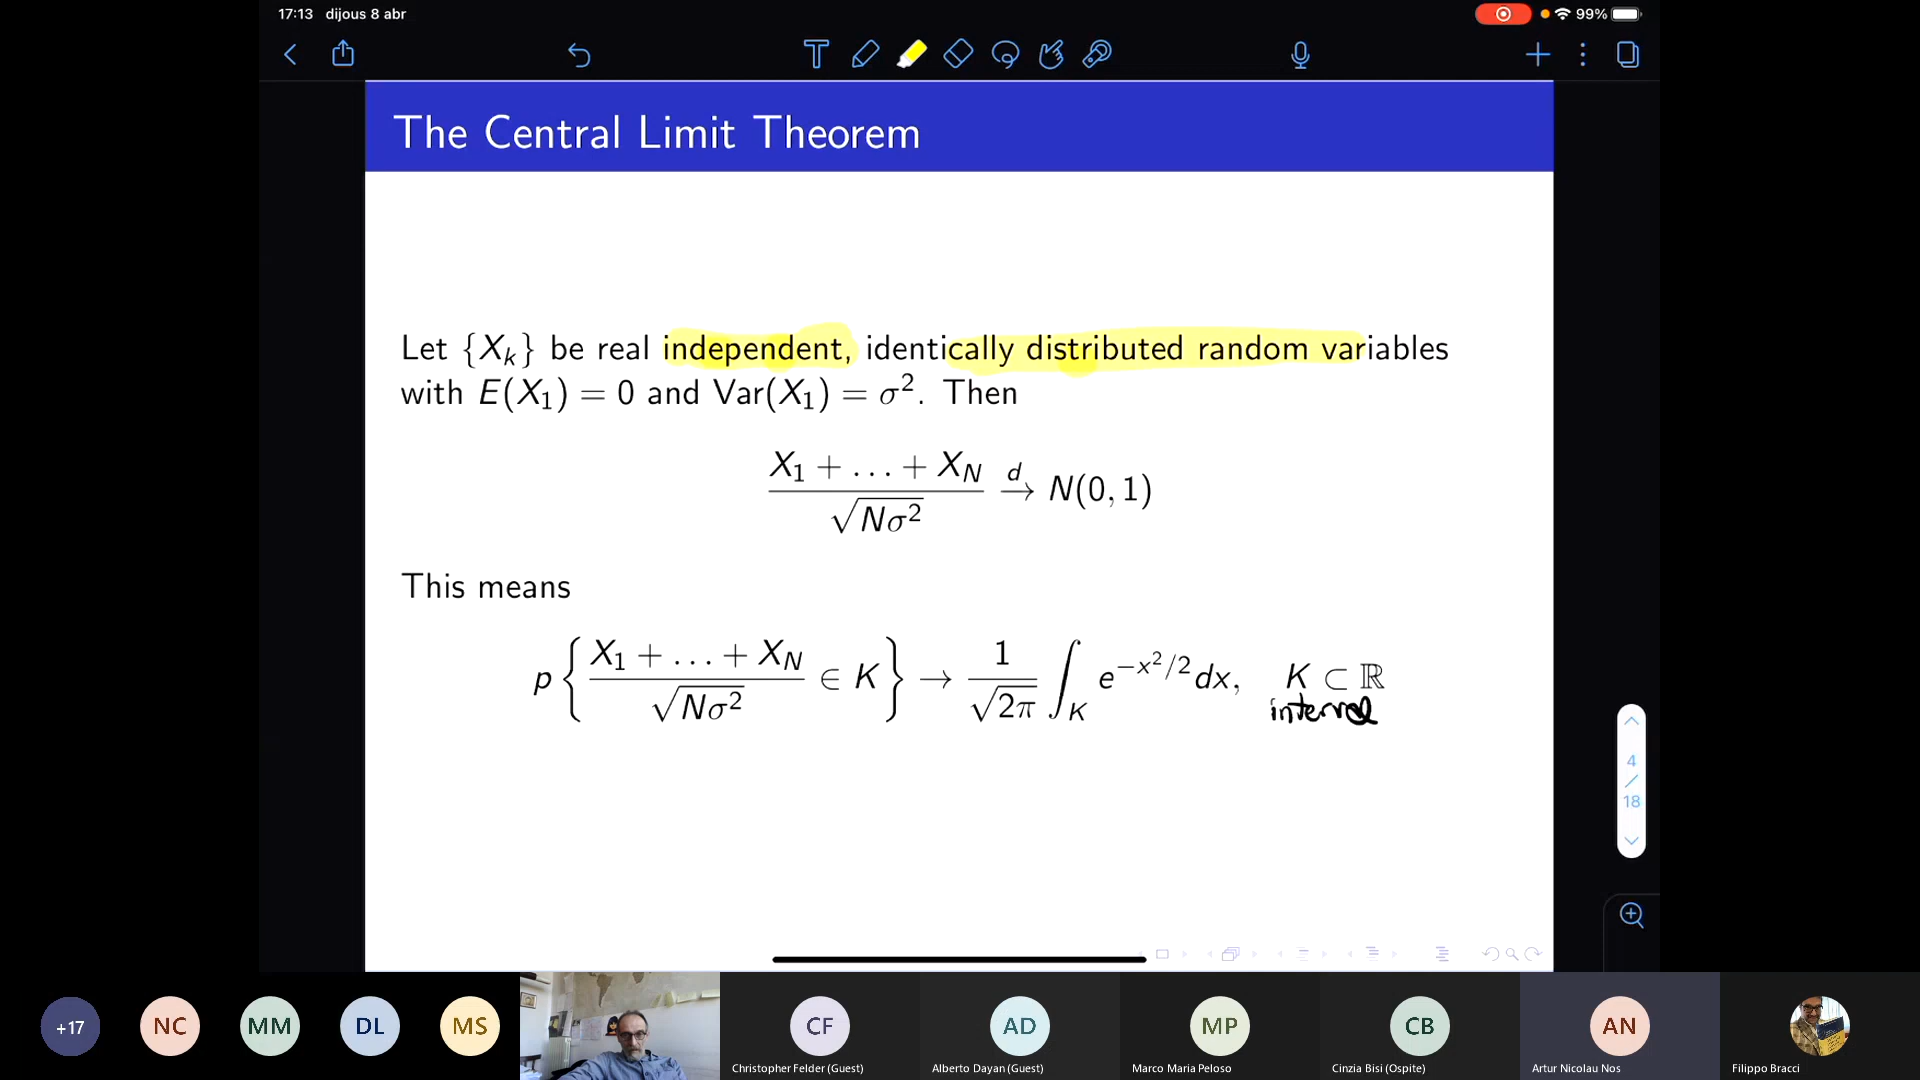 17:13 dijous 8 abr
99%
The Central Limit Theorem
Let {X_k} be real independent, identically distributed random variables
with E(X_1) = 0 and Var(X_1) = σ^2. Then
(X_1 + … + X_N) / √(Nσ^2) →^d N(0, 1)
This means
p { (X_1 + … + X_N) / √(Nσ^2) ∈ K } → 1/√(2π) ∫_K e^{−x^2/2} dx, K ⊂ ℝ
interval
4
/
18
+17
NC
MM
DL
MS
CF
Christopher Felder (Guest)
AD
Alberto Dayan (Guest)
MP
Marco Maria Peloso
CB
Cinzia Bisi (Ospite)
AN
Artur Nicolau Nos
Filippo Bracci